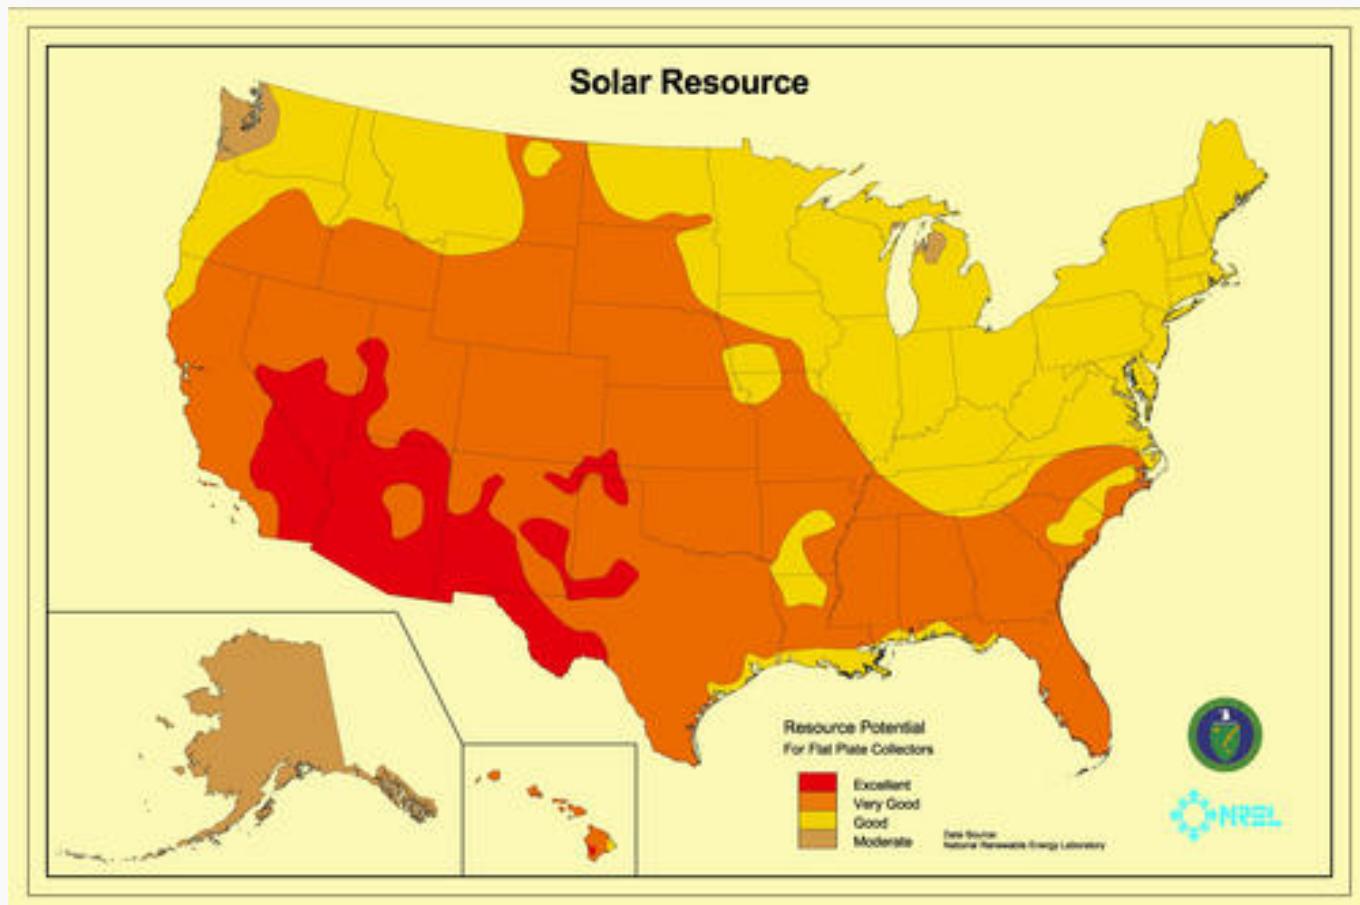 Solar Resource
Resource Potential
For Flat Plate Collectors
Excellent
Very Good
Good
Moderate
Data Source:
National Renewable Energy Laboratory
NREL